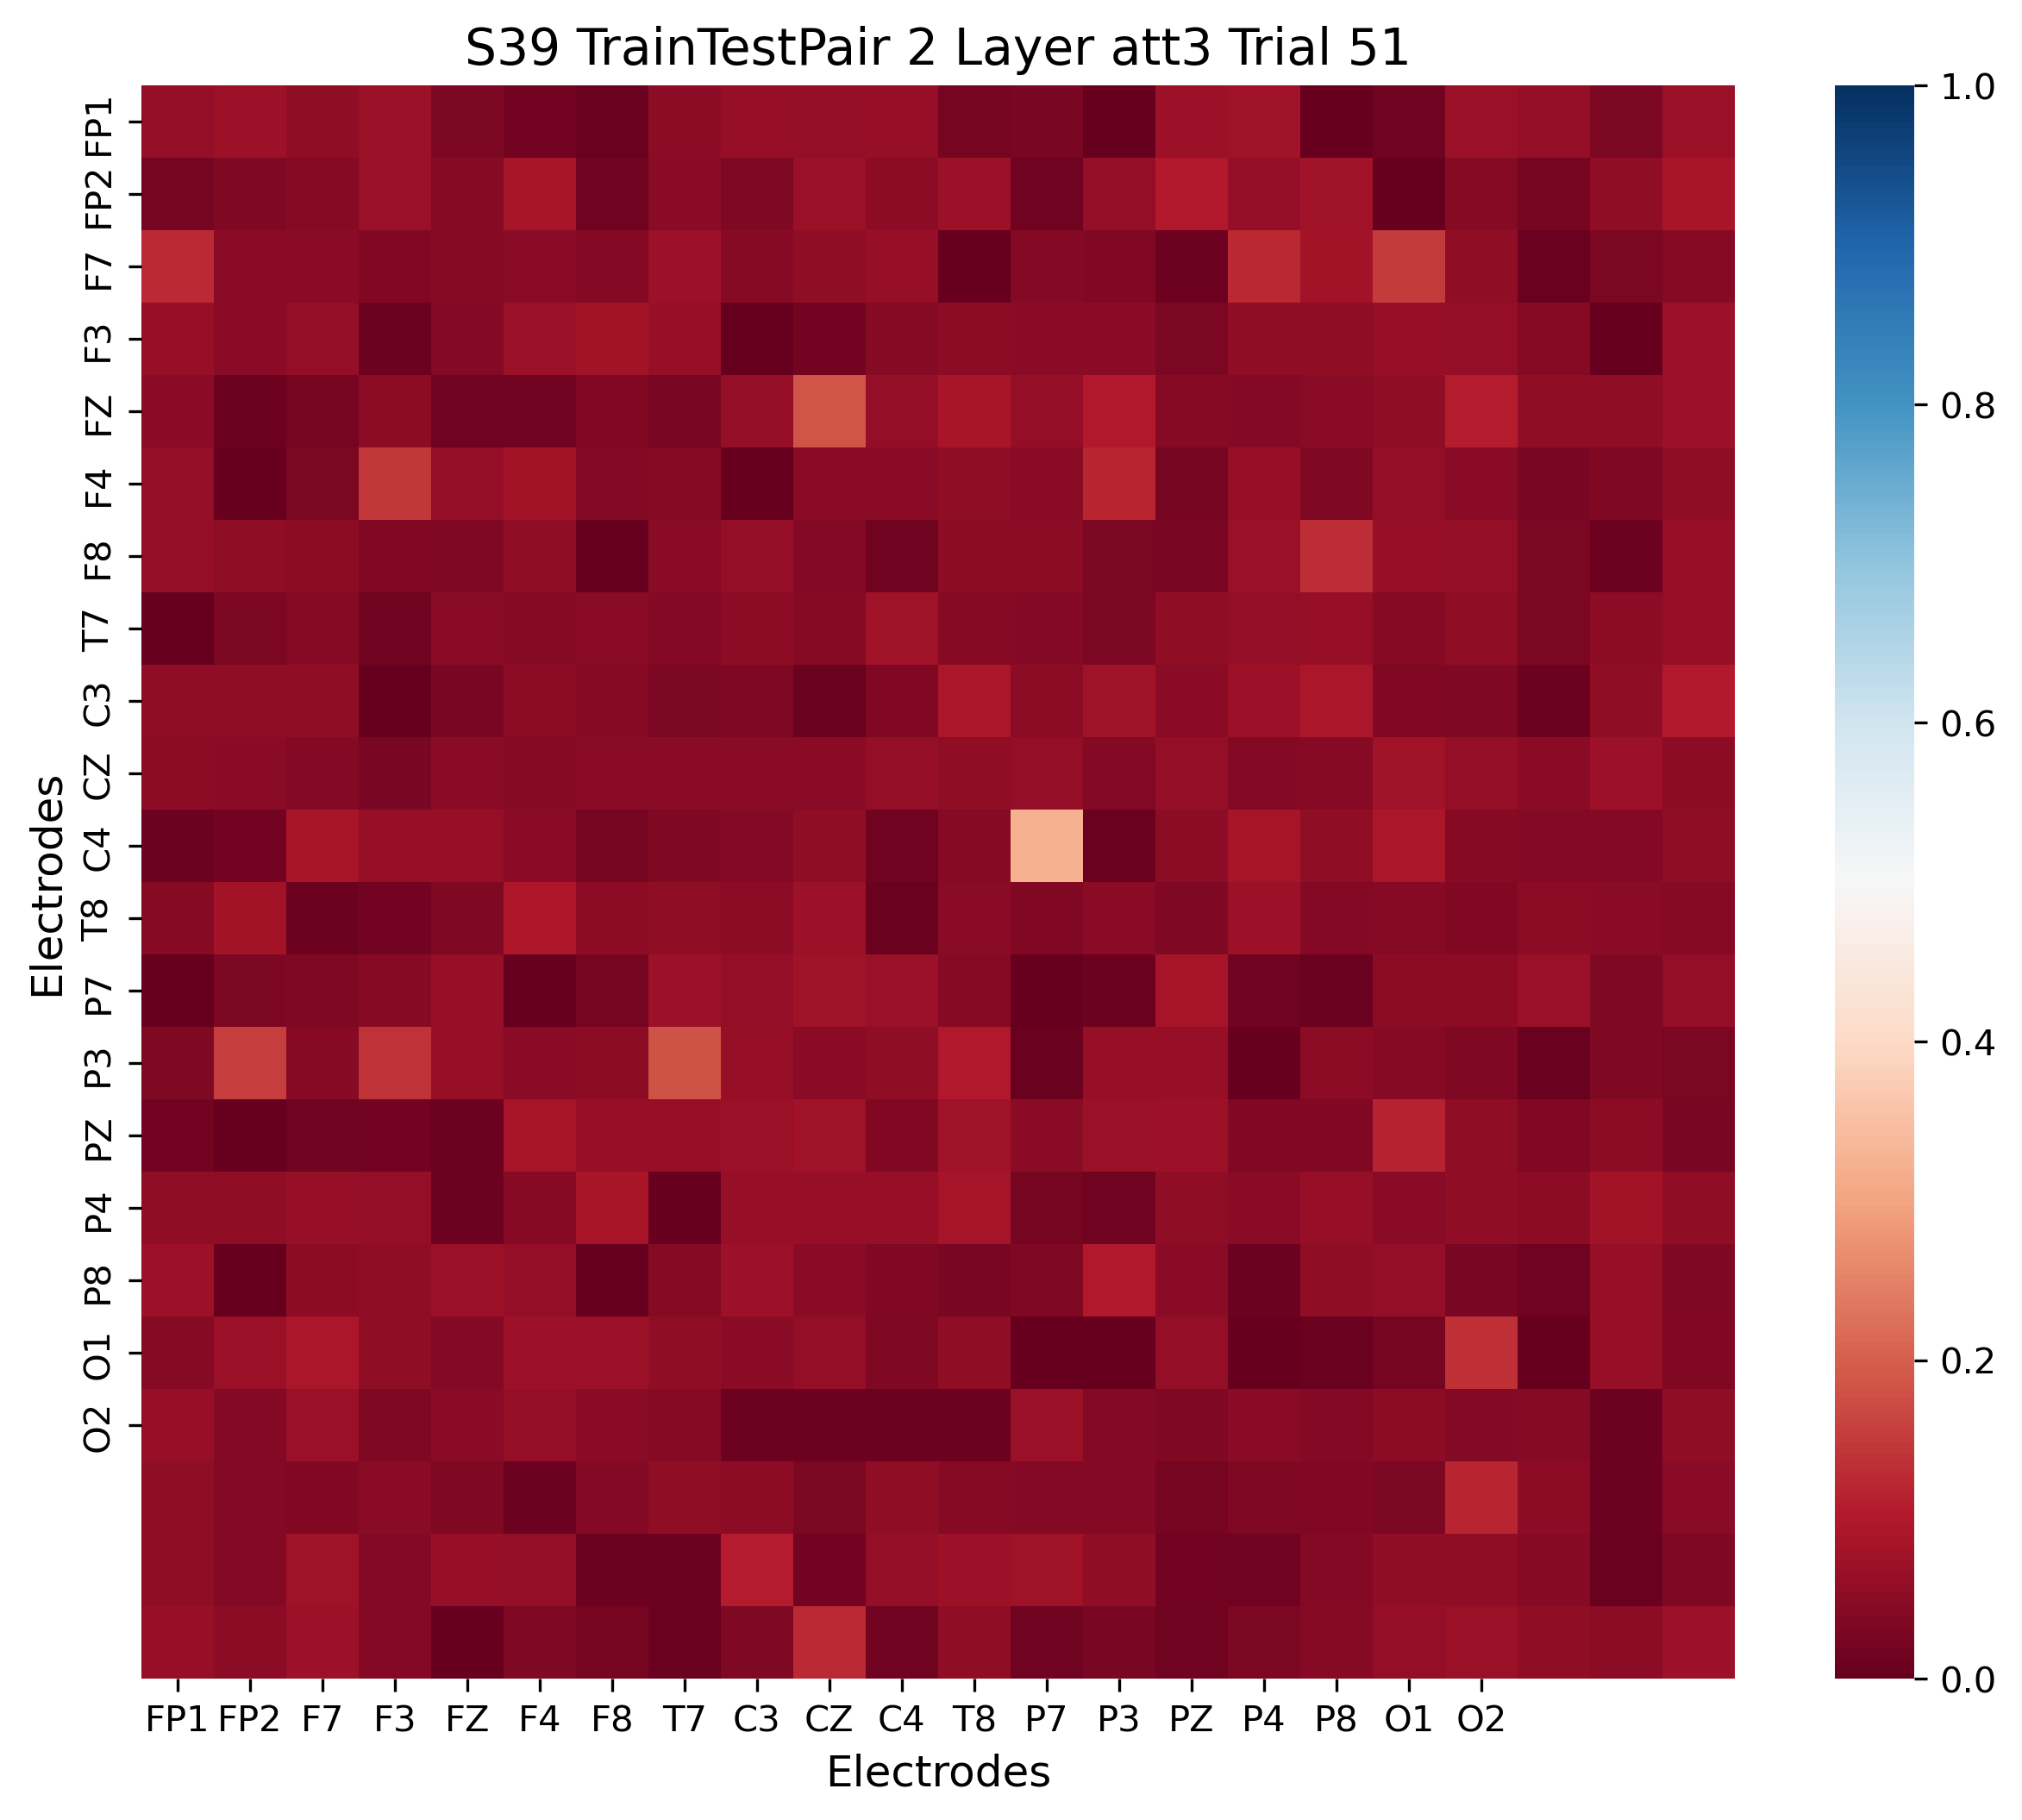 S39 TrainTestPair 2 Layer att3 Trial 51
Electrodes
FP1
FP2
F7
F3
FZ
F4
F8
T7
C3
CZ
C4
T8
P7
P3
PZ
P4
P8
O1
O2
FP1 FP2 F7 F3 FZ F4 F8 T7 C3 CZ C4 T8 P7 P3 PZ P4 P8 O1 O2
Electrodes
1.0
0.8
0.6
0.4
0.2
0.0